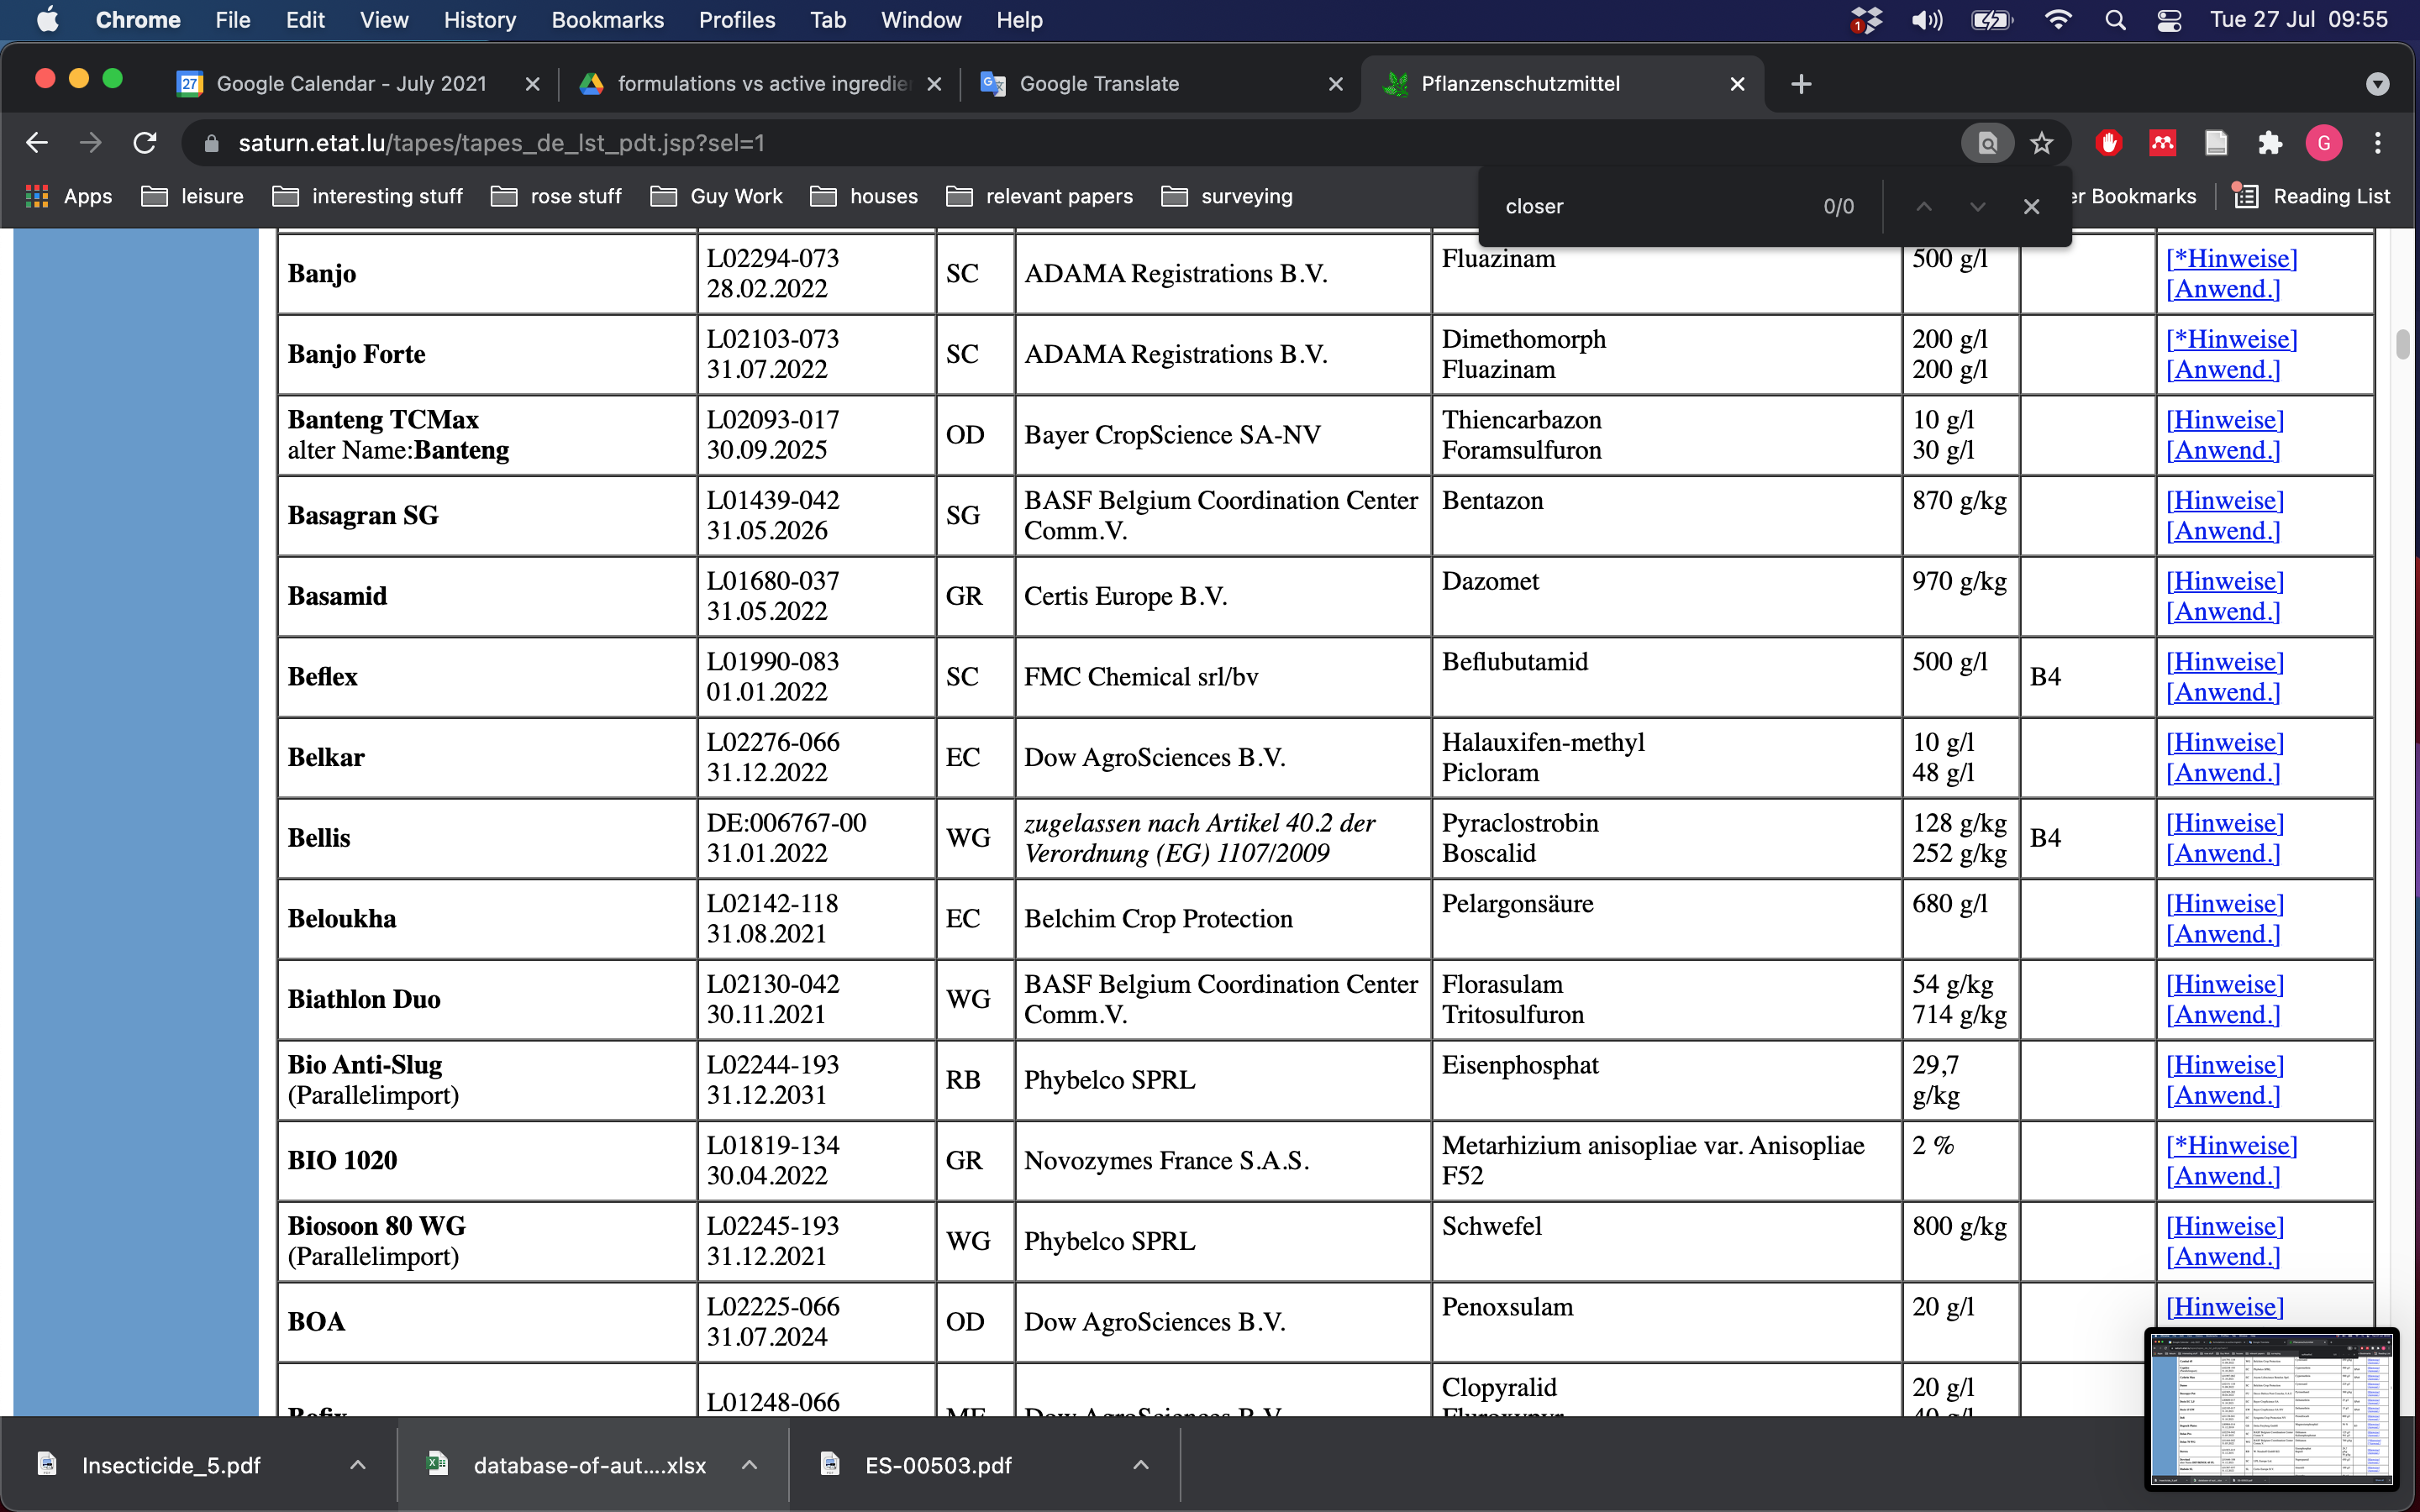 Chrome File Edit View History Bookmarks Profiles Tab Window Help 1 Tue 27 Jul 09:55
27 Google Calendar - July 2021 formulations vs active ingredie Google Translate Pflanzenschutzmittel
saturn.etat.lu/tapes/tapes_de_lst_pdt.jsp?sel=1 G
Apps leisure interesting stuff rose stuff Guy Work houses relevant papers surveying er Bookmarks Reading List
closer 0/0
Banjo L02294-073 SC ADAMA Registrations B.V. Fluazinam 500 g/l [*Hinweise]
28.02.2022 [Anwend.]
Banjo Forte L02103-073 SC ADAMA Registrations B.V. Dimethomorph 200 g/l [*Hinweise]
31.07.2022 Fluazinam 200 g/l [Anwend.]
Banteng TCMax L02093-017 OD Bayer CropScience SA-NV Thiencarbazon 10 g/l [Hinweise]
alter Name:Banteng 30.09.2025 Foramsulfuron 30 g/l [Anwend.]
Basagran SG L01439-042 SG BASF Belgium Coordination Center Bentazon 870 g/kg [Hinweise]
31.05.2026 Comm.V. [Anwend.]
Basamid L01680-037 GR Certis Europe B.V. Dazomet 970 g/kg [Hinweise]
31.05.2022 [Anwend.]
Beflex L01990-083 SC FMC Chemical srl/bv Beflubutamid 500 g/l B4 [Hinweise]
01.01.2022 [Anwend.]
Belkar L02276-066 EC Dow AgroSciences B.V. Halauxifen-methyl 10 g/l [Hinweise]
31.12.2022 Picloram 48 g/l [Anwend.]
Bellis DE:006767-00 WG zugelassen nach Artikel 40.2 der Pyraclostrobin 128 g/kg B4 [Hinweise]
31.01.2022 Verordnung (EG) 1107/2009 Boscalid 252 g/kg [Anwend.]
Beloukha L02142-118 EC Belchim Crop Protection Pelargonsäure 680 g/l [Hinweise]
31.08.2021 [Anwend.]
Biathlon Duo L02130-042 WG BASF Belgium Coordination Center Florasulam 54 g/kg [Hinweise]
30.11.2021 Comm.V. Tritosulfuron 714 g/kg [Anwend.]
Bio Anti-Slug L02244-193 RB Phybelco SPRL Eisenphosphat 29,7 [Hinweise]
(Parallelimport) 31.12.2031 g/kg [Anwend.]
BIO 1020 L01819-134 GR Novozymes France S.A.S. Metarhizium anisopliae var. Anisopliae 2 % [*Hinweise]
30.04.2022 F52 [Anwend.]
Biosoon 80 WG L02245-193 WG Phybelco SPRL Schwefel 800 g/kg [Hinweise]
(Parallelimport) 31.12.2021 [Anwend.]
BOA L02225-066 OD Dow AgroSciences B.V. Penoxsulam 20 g/l [Hinweise]
31.07.2024
Bofix L01248-066 ME Dow AgroSciences B.V. Clopyralid 20 g/l
Fluroxypyr 40 g/l
Insecticide_5.pdf database-of-aut....xlsx ES-00503.pdf